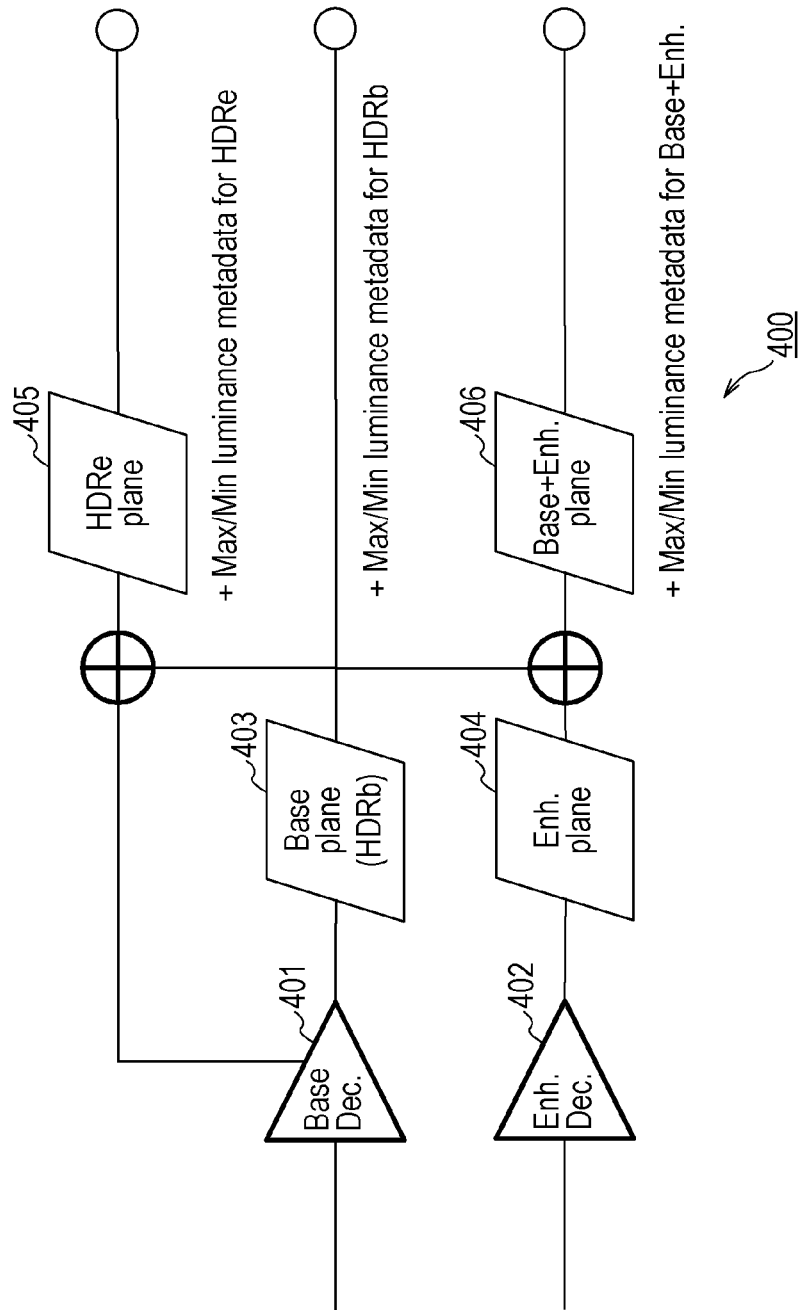 405
HDRe
plane
+ Max/Min luminance metadata for HDRe
401
Base
Dec.
403
Base
plane
(HDRb)
+ Max/Min luminance metadata for HDRb
402
Enh.
Dec.
404
Enh.
plane
406
Base+Enh.
plane
+ Max/Min luminance metadata for Base+Enh.
400